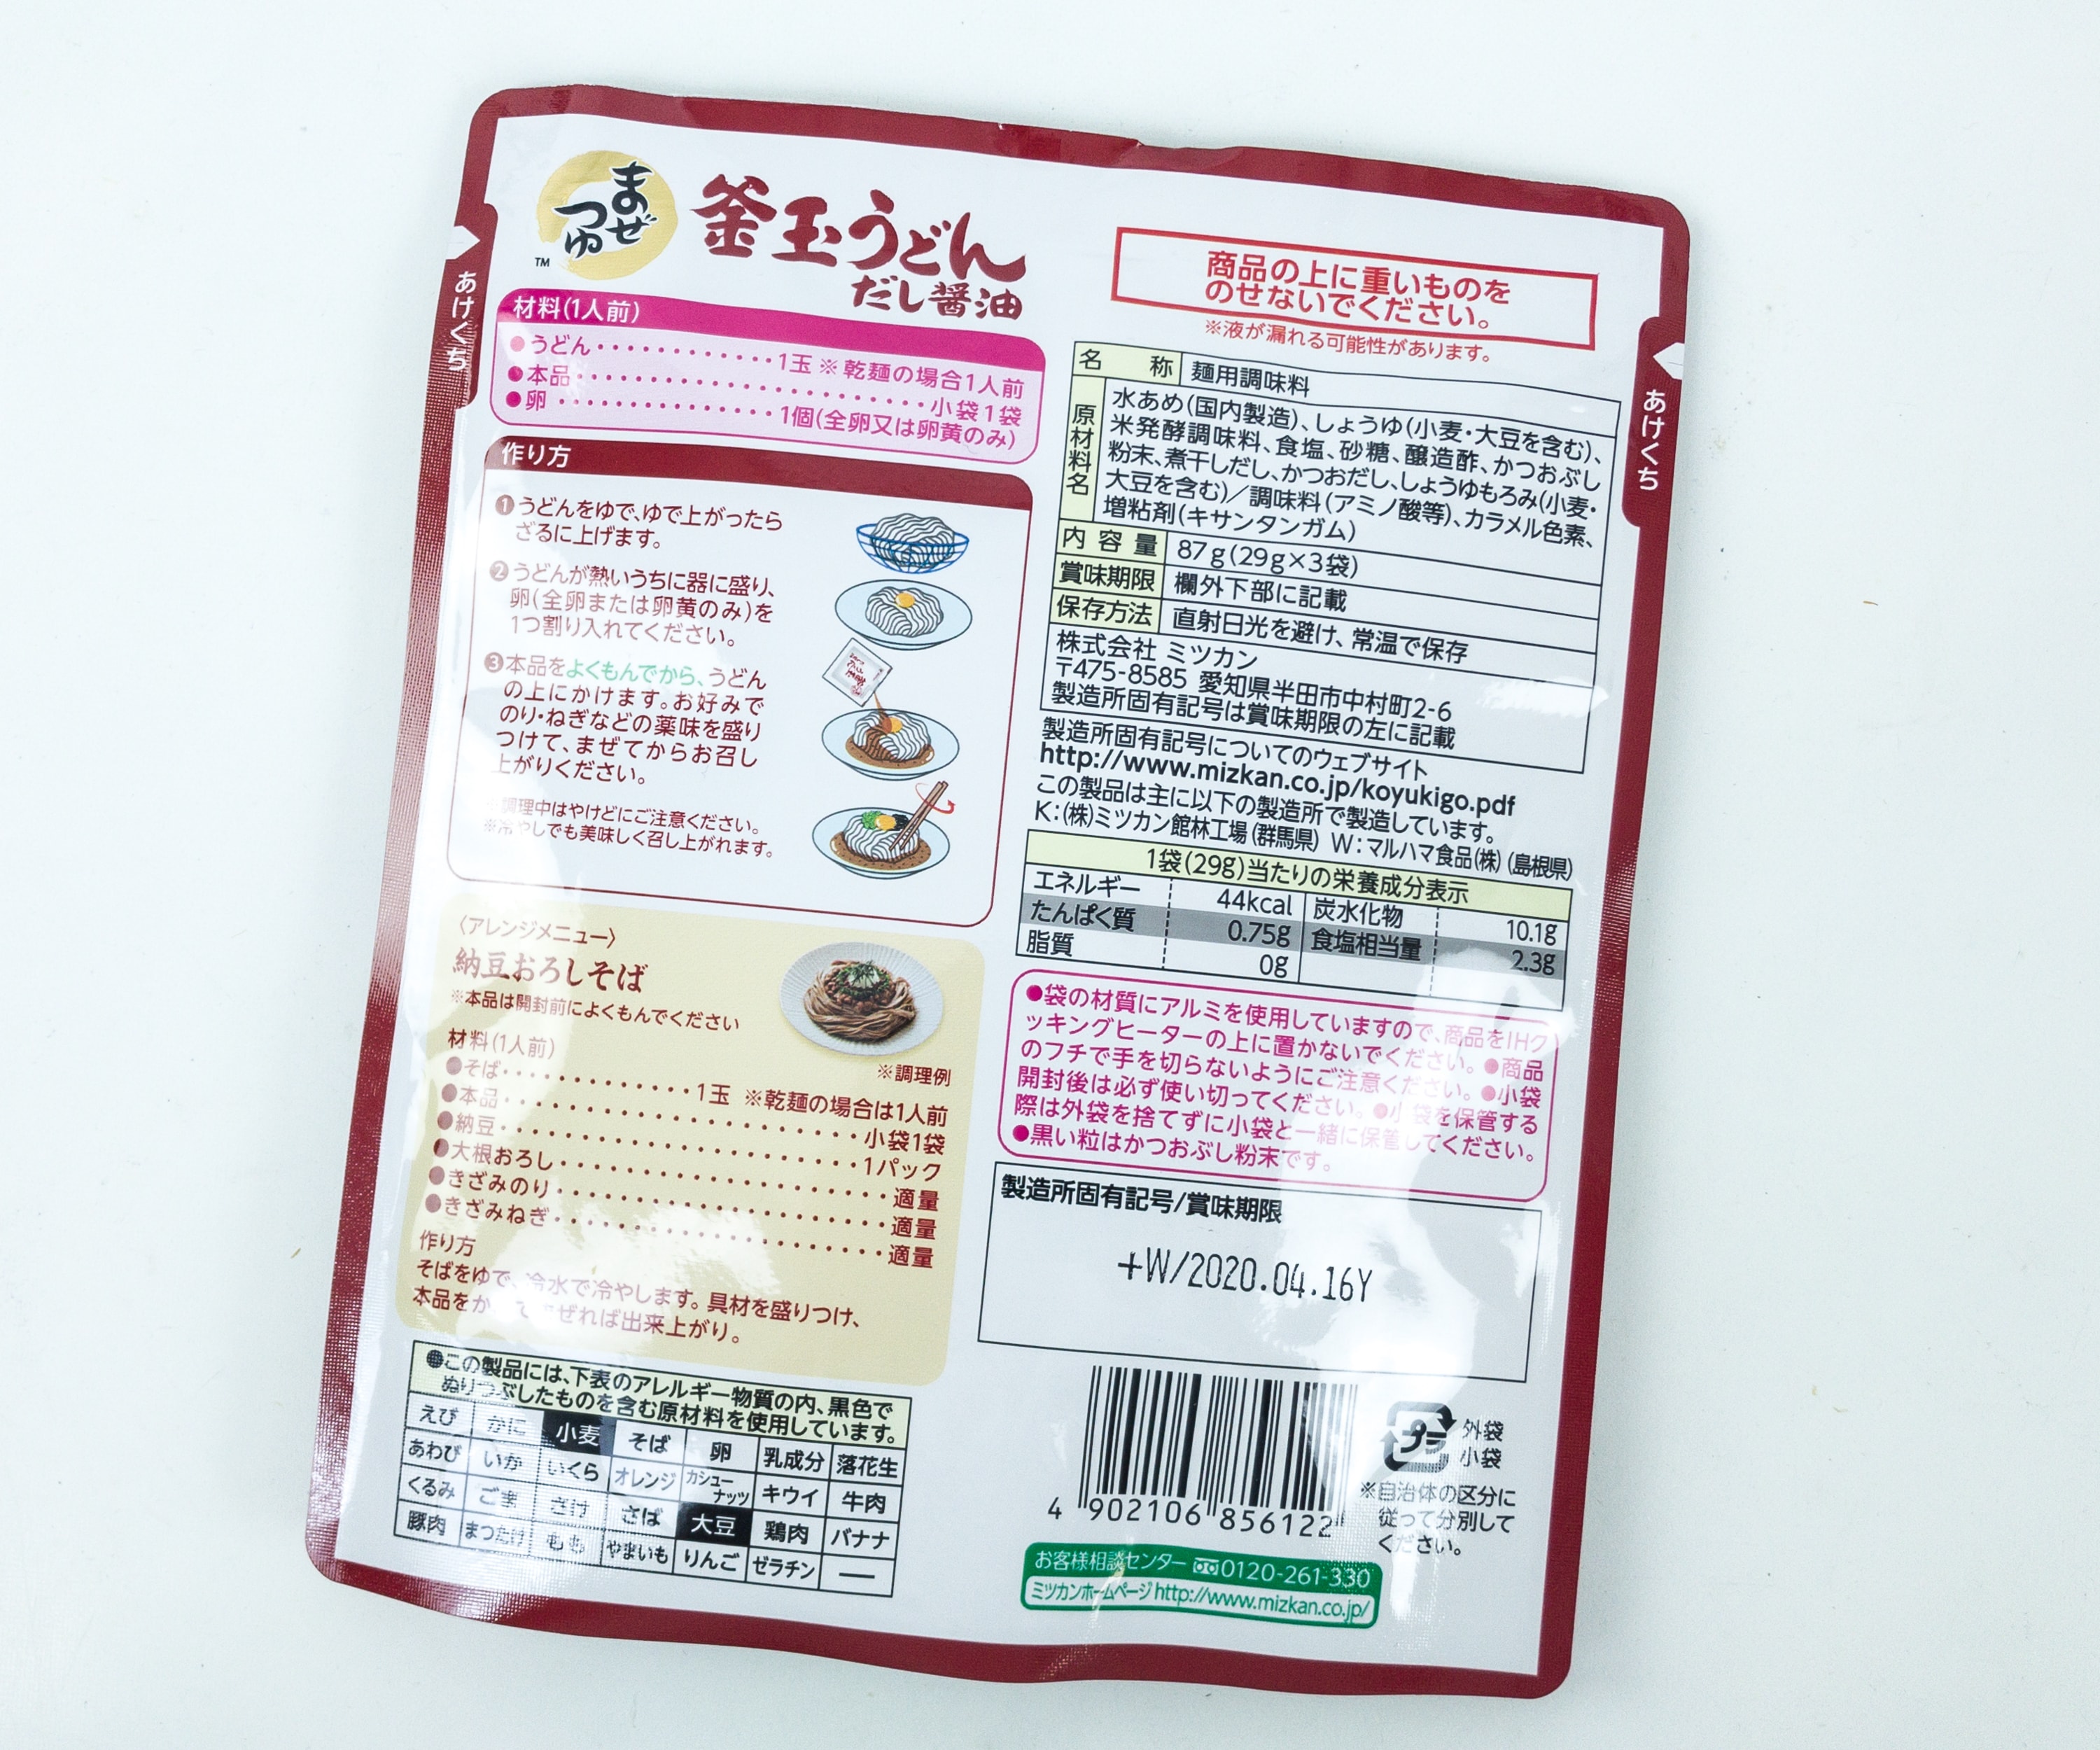 まぜ
つゆ
TM
釜玉うどん
だし醤油
あけくち
材料(1人前)
●うどん・・・・・・・・・・・・1玉 ※乾麺の場合1人前
●本品・・・・・・・・・・・・・・・・・・・・・・・小袋1袋
●卵・・・・・・・・・・・・・・1個(全卵又は卵黄のみ)
作り方
❶うどんをゆで、ゆで上がったら
ざるに上げます。
❷うどんが熱いうちに器に盛り、
卵(全卵または卵黄のみ)を
1つ割り入れてください。
❸本品をよくもんでから、うどん
の上にかけます。お好みで
のり・ねぎなどの薬味を盛り
つけて、まぜてからお召し
上がりください。
※調理中はやけどにご注意ください。
※冷やしでも美味しく召し上がれます。
〈アレンジメニュー〉
納豆おろしそば
※本品は開封前によくもんでください
※調理例
材料(1人前)
●そば・・・・・・・・・・・・・1玉 ※乾麺の場合は1人前
●本品・・・・・・・・・・・・・・・・・・・・・・・・小袋1袋
●納豆・・・・・・・・・・・・・・・・・・・・・・・・1パック
●大根おろし・・・・・・・・・・・・・・・・・・・・・・適量
●きざみのり・・・・・・・・・・・・・・・・・・・・・・適量
●きざみねぎ・・・・・・・・・・・・・・・・・・・・・・適量
作り方
そばをゆで、冷水で冷やします。具材を盛りつけ、
本品をか て ぜれば出来上がり。
●この製品には、下表のアレルギー物質の内、黒色で
ぬりつぶしたものを含む原材料を使用しています。
えび かに 小麦 そば 卵 乳成分 落花生
あわび いか いくら オレンジ カシューナッツ キウイ 牛肉
くるみ ごま さけ さば 大豆 鶏肉 バナナ
豚肉 まつたけ もも やまいも りんご ゼラチン ―
商品の上に重いものを
のせないでください。
※液が漏れる可能性があります。
あけくち
名称 麺用調味料
原材料名 水あめ(国内製造)、しょうゆ(小麦・大豆を含む)、
米発酵調味料、食塩、砂糖、醸造酢、かつおぶし
粉末、煮干しだし、かつおだし、しょうゆもろみ(小麦・
大豆を含む)/調味料(アミノ酸等)、カラメル色素、
増粘剤(キサンタンガム)
内容量 87g(29g×3袋)
賞味期限 欄外下部に記載
保存方法 直射日光を避け、常温で保存
株式会社 ミツカン
〒475-8585 愛知県半田市中村町2-6
製造所固有記号は賞味期限の左に記載
製造所固有記号についてのウェブサイト
http://www.mizkan.co.jp/koyukigo.pdf
この製品は主に以下の製造所で製造しています。
K:(株)ミツカン館林工場(群馬県) W:マルハマ食品(株)(島根県)
1袋(29g)当たりの栄養成分表示
エネルギー 44kcal 炭水化物 10.1g
たんぱく質 0.75g 食塩相当量 2.3g
脂質 0g
●袋の材質にアルミを使用していますので、商品をIHク
ッキングヒーターの上に置かないでください。●商品
のフチで手を切らないようにご注意ください。●小袋
開封後は必ず使い切ってください。●小袋を保管する
際は外袋を捨てずに小袋と一緒に保管してください。
●黒い粒はかつおぶし粉末です。
製造所固有記号/賞味期限
+W/2020.04.16Y
4 902106 856122
プラ
外袋
小袋
※自治体の区分に
従って分別して
ください。
お客様相談センター 0120-261-330
ミツカンホームページ http://www.mizkan.co.jp/